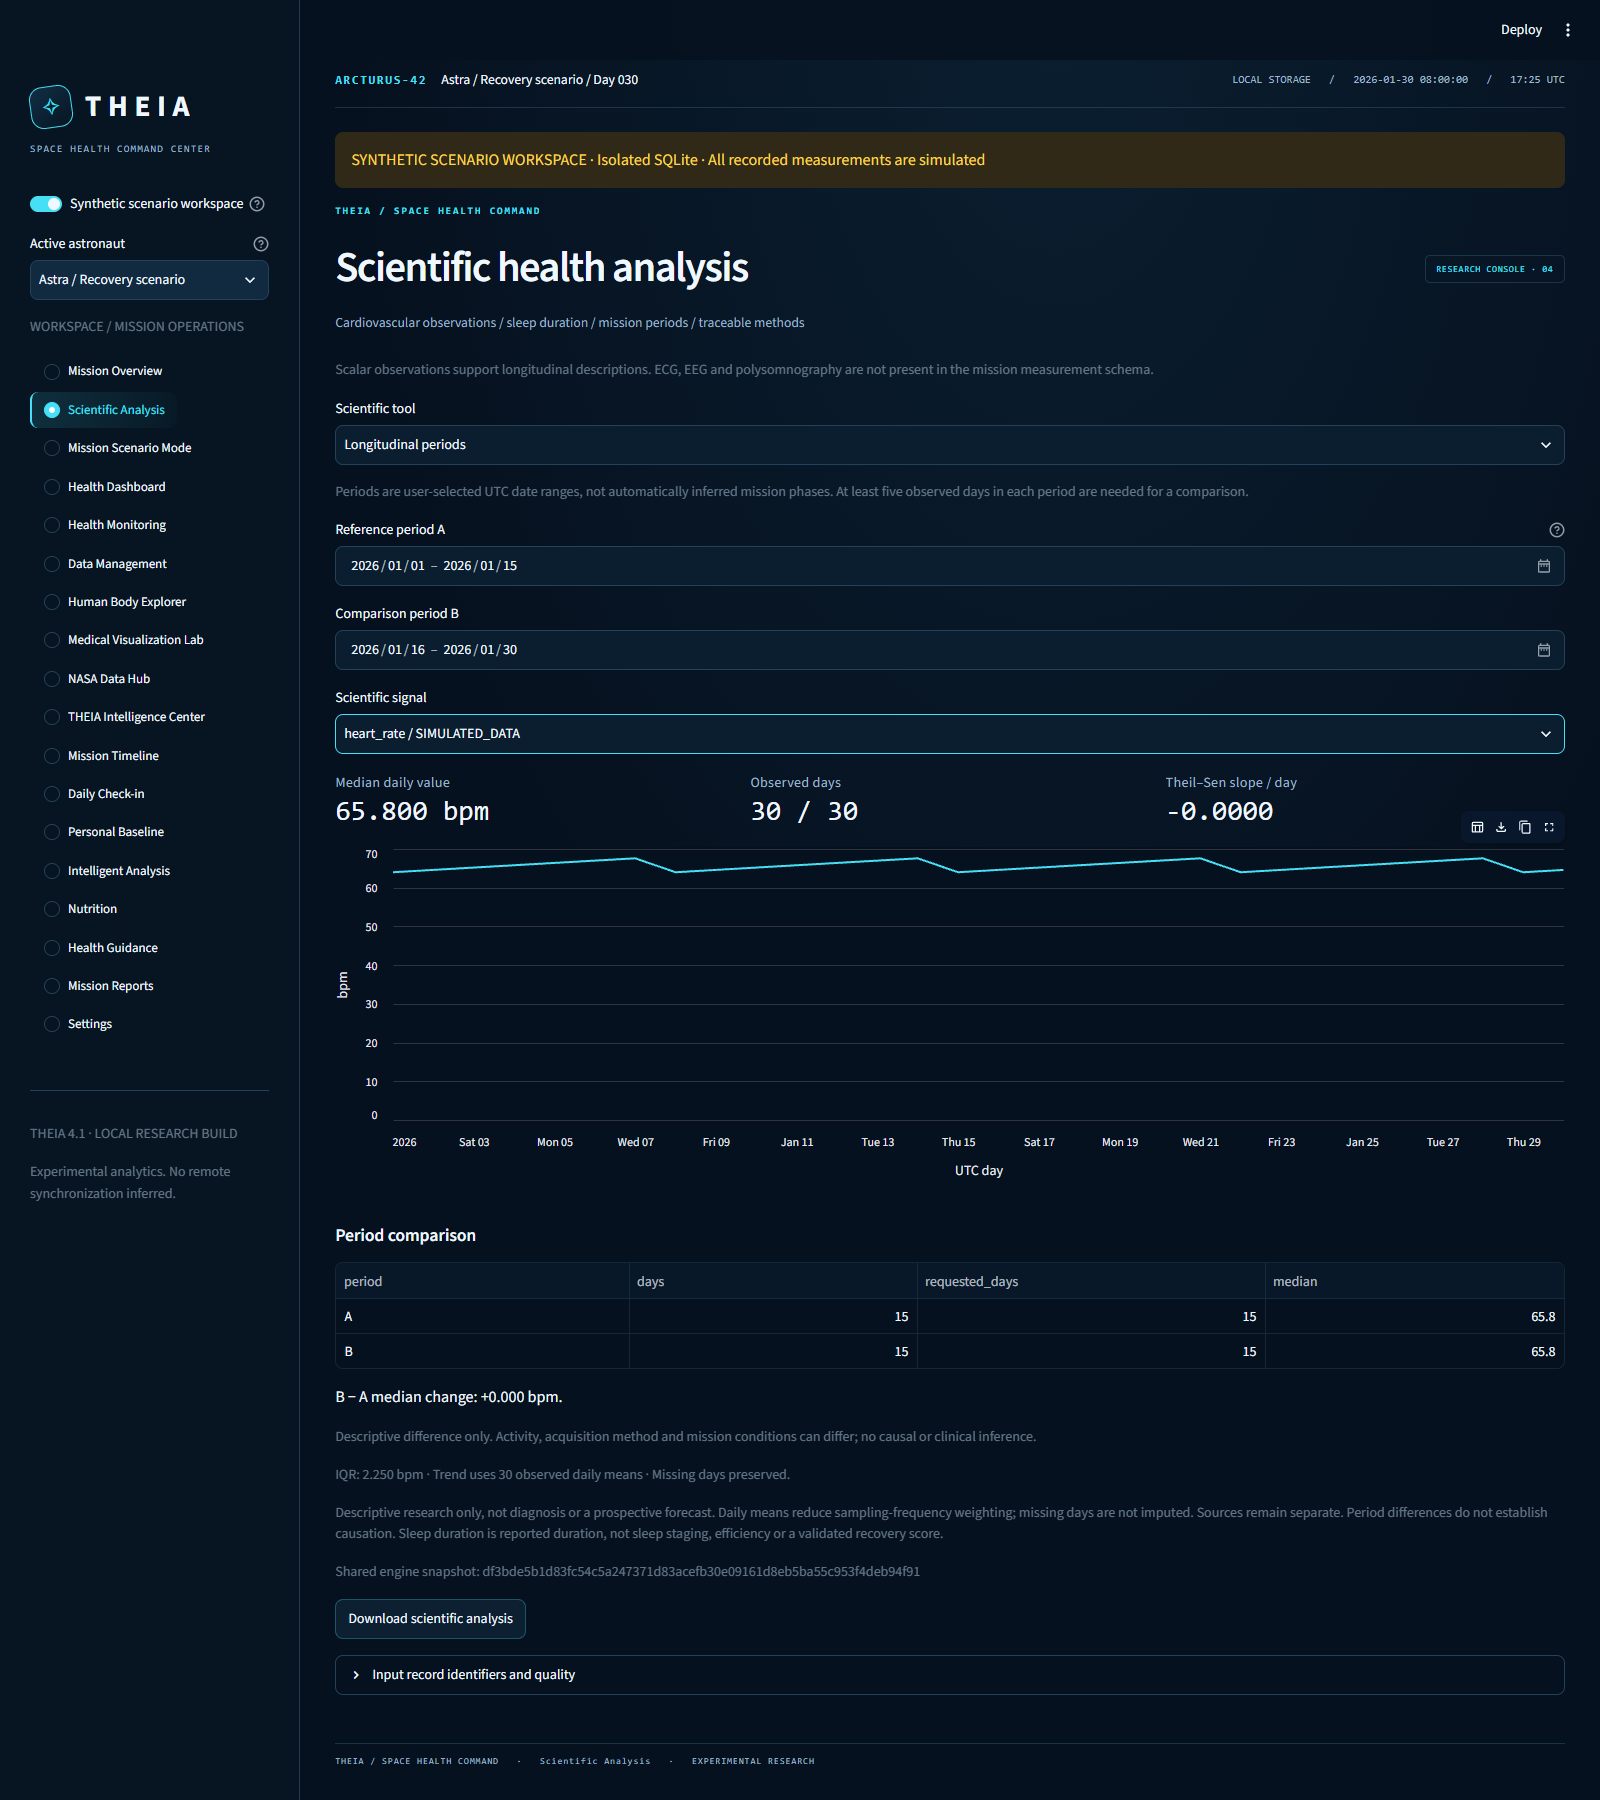 Deploy
THEIA
SPACE HEALTH COMMAND CENTER
Synthetic scenario workspace
Active astronaut
Astra / Recovery scenario
WORKSPACE / MISSION OPERATIONS
Mission Overview
Scientific Analysis
Mission Scenario Mode
Health Dashboard
Health Monitoring
Data Management
Human Body Explorer
Medical Visualization Lab
NASA Data Hub
THEIA Intelligence Center
Mission Timeline
Daily Check-in
Personal Baseline
Intelligent Analysis
Nutrition
Health Guidance
Mission Reports
Settings
THEIA 4.1 · LOCAL RESEARCH BUILD
Experimental analytics. No remote
synchronization inferred.
ARCTURUS-42 Astra / Recovery scenario / Day 030 LOCAL STORAGE / 2026-01-30 08:00:00 / 17:25 UTC
SYNTHETIC SCENARIO WORKSPACE · Isolated SQLite · All recorded measurements are simulated
THEIA / SPACE HEALTH COMMAND
Scientific health analysis
RESEARCH CONSOLE · 04
Cardiovascular observations / sleep duration / mission periods / traceable methods
Scalar observations support longitudinal descriptions. ECG, EEG and polysomnography are not present in the mission measurement schema.
Scientific tool
Longitudinal periods
Periods are user-selected UTC date ranges, not automatically inferred mission phases. At least five observed days in each period are needed for a comparison.
Reference period A
2026/01/01 – 2026/01/15
Comparison period B
2026/01/16 – 2026/01/30
Scientific signal
heart_rate / SIMULATED_DATA
Median daily value Observed days Theil–Sen slope / day
65.800 bpm 30 / 30 -0.0000
70
60
50
40
30
20
10
0
bpm
2026 Sat 03 Mon 05 Wed 07 Fri 09 Jan 11 Tue 13 Thu 15 Sat 17 Mon 19 Wed 21 Fri 23 Jan 25 Tue 27 Thu 29
UTC day
Period comparison
period days requested_days median
A 15 15 65.8
B 15 15 65.8
B − A median change: +0.000 bpm.
Descriptive difference only. Activity, acquisition method and mission conditions can differ; no causal or clinical inference.
IQR: 2.250 bpm · Trend uses 30 observed daily means · Missing days preserved.
Descriptive research only, not diagnosis or a prospective forecast. Daily means reduce sampling-frequency weighting; missing days are not imputed. Sources remain separate. Period differences do not establish
causation. Sleep duration is reported duration, not sleep staging, efficiency or a validated recovery score.
Shared engine snapshot: df3bde5b1d83fc54c5a247371d83acefb30e09161d8eb5ba55c953f4deb94f91
Download scientific analysis
Input record identifiers and quality
THEIA / SPACE HEALTH COMMAND · Scientific Analysis · EXPERIMENTAL RESEARCH